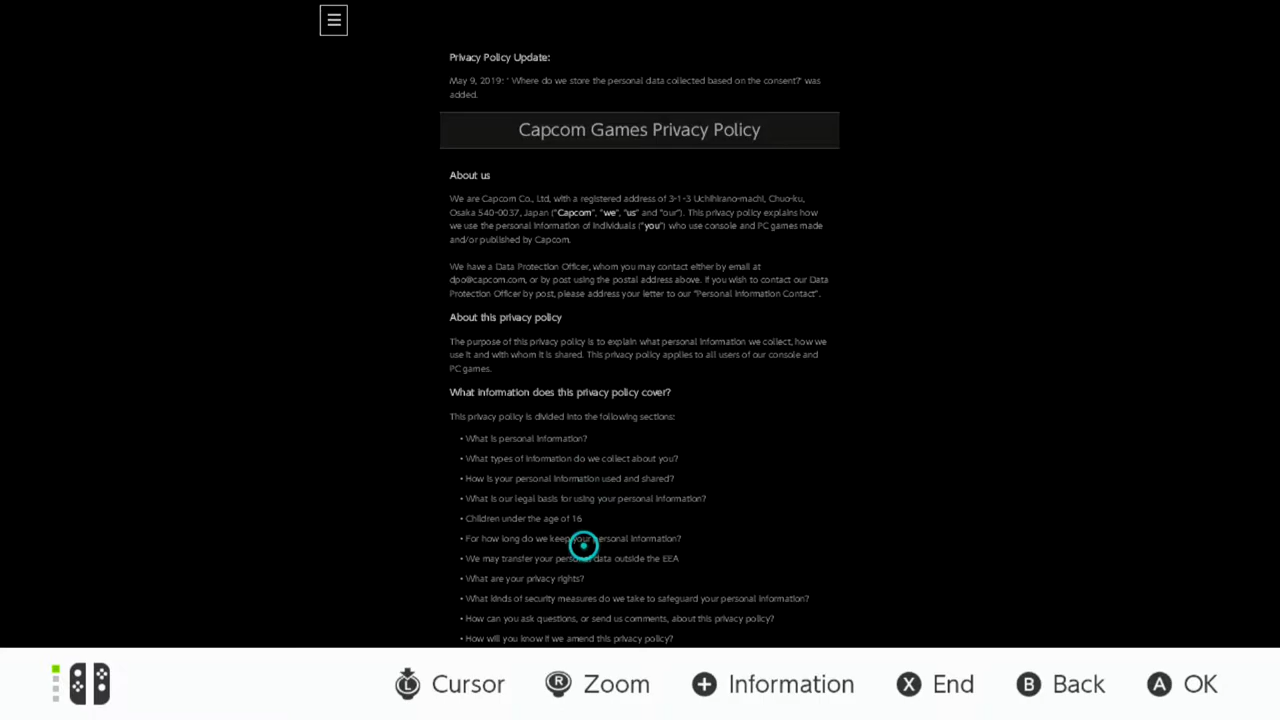 Privacy Policy Update:
May 9, 2019: " Where do we store the personal data collected based on the consent?" was
added.
Capcom Games Privacy Policy
About us
We are Capcom Co., Ltd, with a registered address of 3-1-3 Uchihirano-machi, Chuo-ku,
Osaka 540-0037, Japan ("Capcom", "we", "us" and "our"). This privacy policy explains how
we use the personal information of individuals ("you") who use console and PC games made
and/or published by Capcom.
We have a Data Protection Officer, whom you may contact either by email at
dpo@capcom.com, or by post using the postal address above. If you wish to contact our Data
Protection Officer by post, please address your letter to our "Personal Information Contact".
About this privacy policy
The purpose of this privacy policy is to explain what personal information we collect, how we
use it and with whom it is shared. This privacy policy applies to all users of our console and
PC games.
What information does this privacy policy cover?
This privacy policy is divided into the following sections:
• What is personal information?
• What types of information do we collect about you?
• How is your personal information used and shared?
• What is our legal basis for using your personal information?
• Children under the age of 16
• For how long do we keep your personal information?
• We may transfer your personal data outside the EEA
• What are your privacy rights?
• What kinds of security measures do we take to safeguard your personal information?
• How can you ask questions, or send us comments, about this privacy policy?
• How will you know if we amend this privacy policy?
L Cursor R Zoom + Information X End B Back A OK